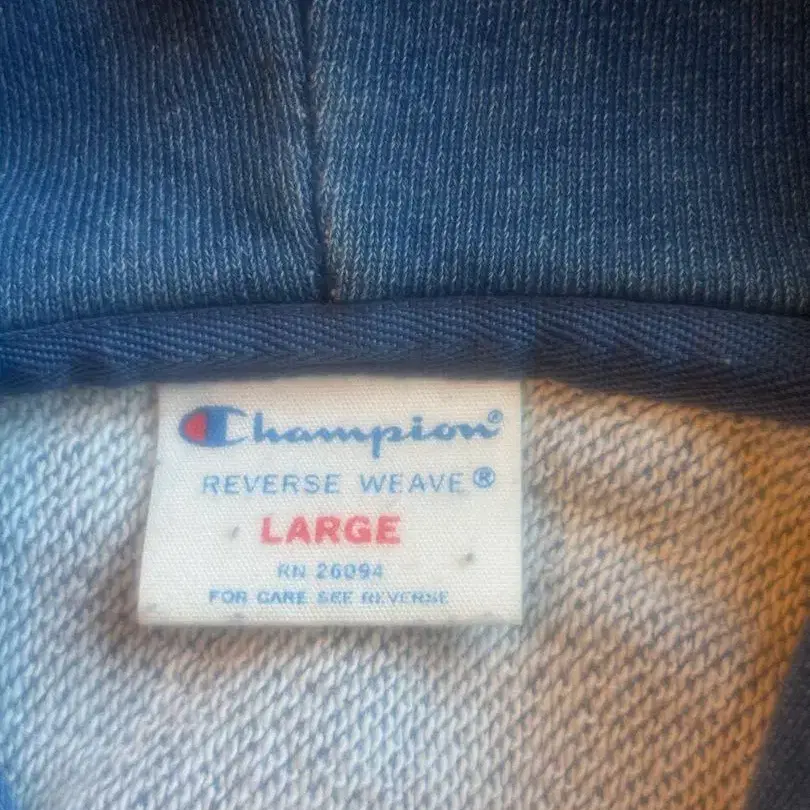 Champion®
REVERSE WEAVE®
LARGE
RN 26094
FOR CARE SEE REVERSE